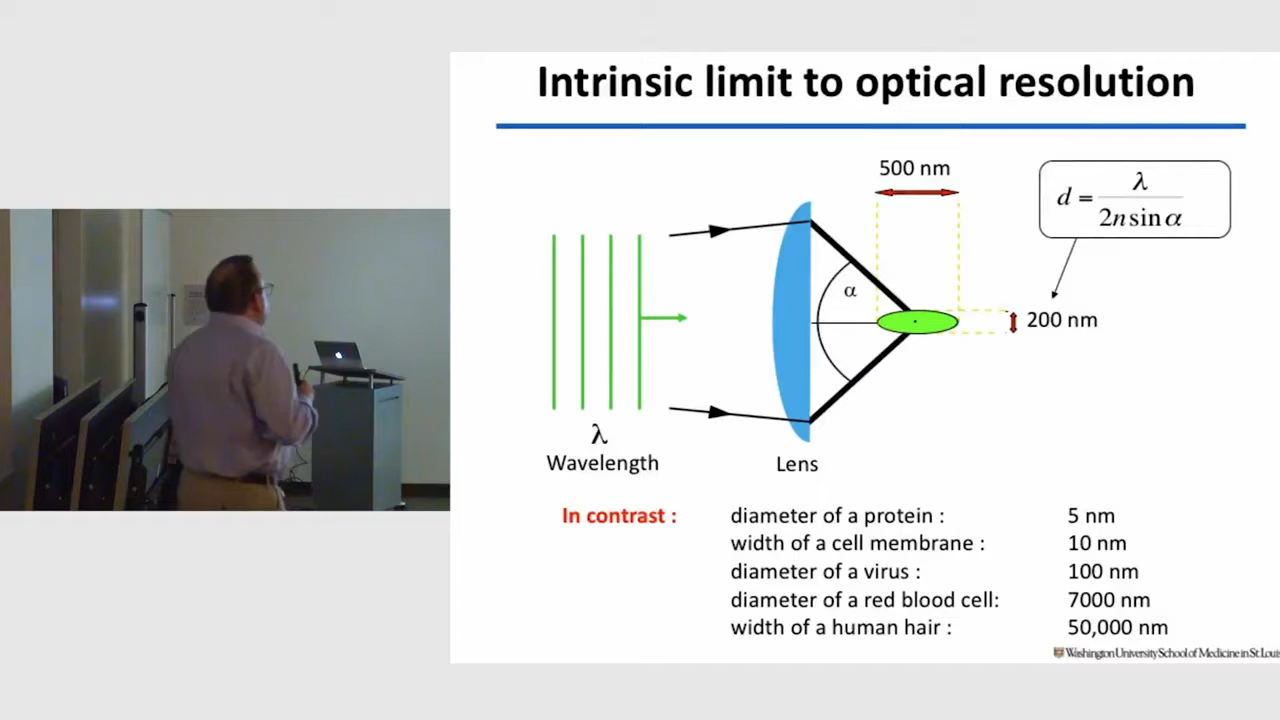 Intrinsic limit to optical resolution
500 nm
d = λ / 2n sin α
α
200 nm
λ
Wavelength
Lens
In contrast :
diameter of a protein : 5 nm
width of a cell membrane : 10 nm
diameter of a virus : 100 nm
diameter of a red blood cell: 7000 nm
width of a human hair : 50,000 nm
Washington University School of Medicine in St. Louis